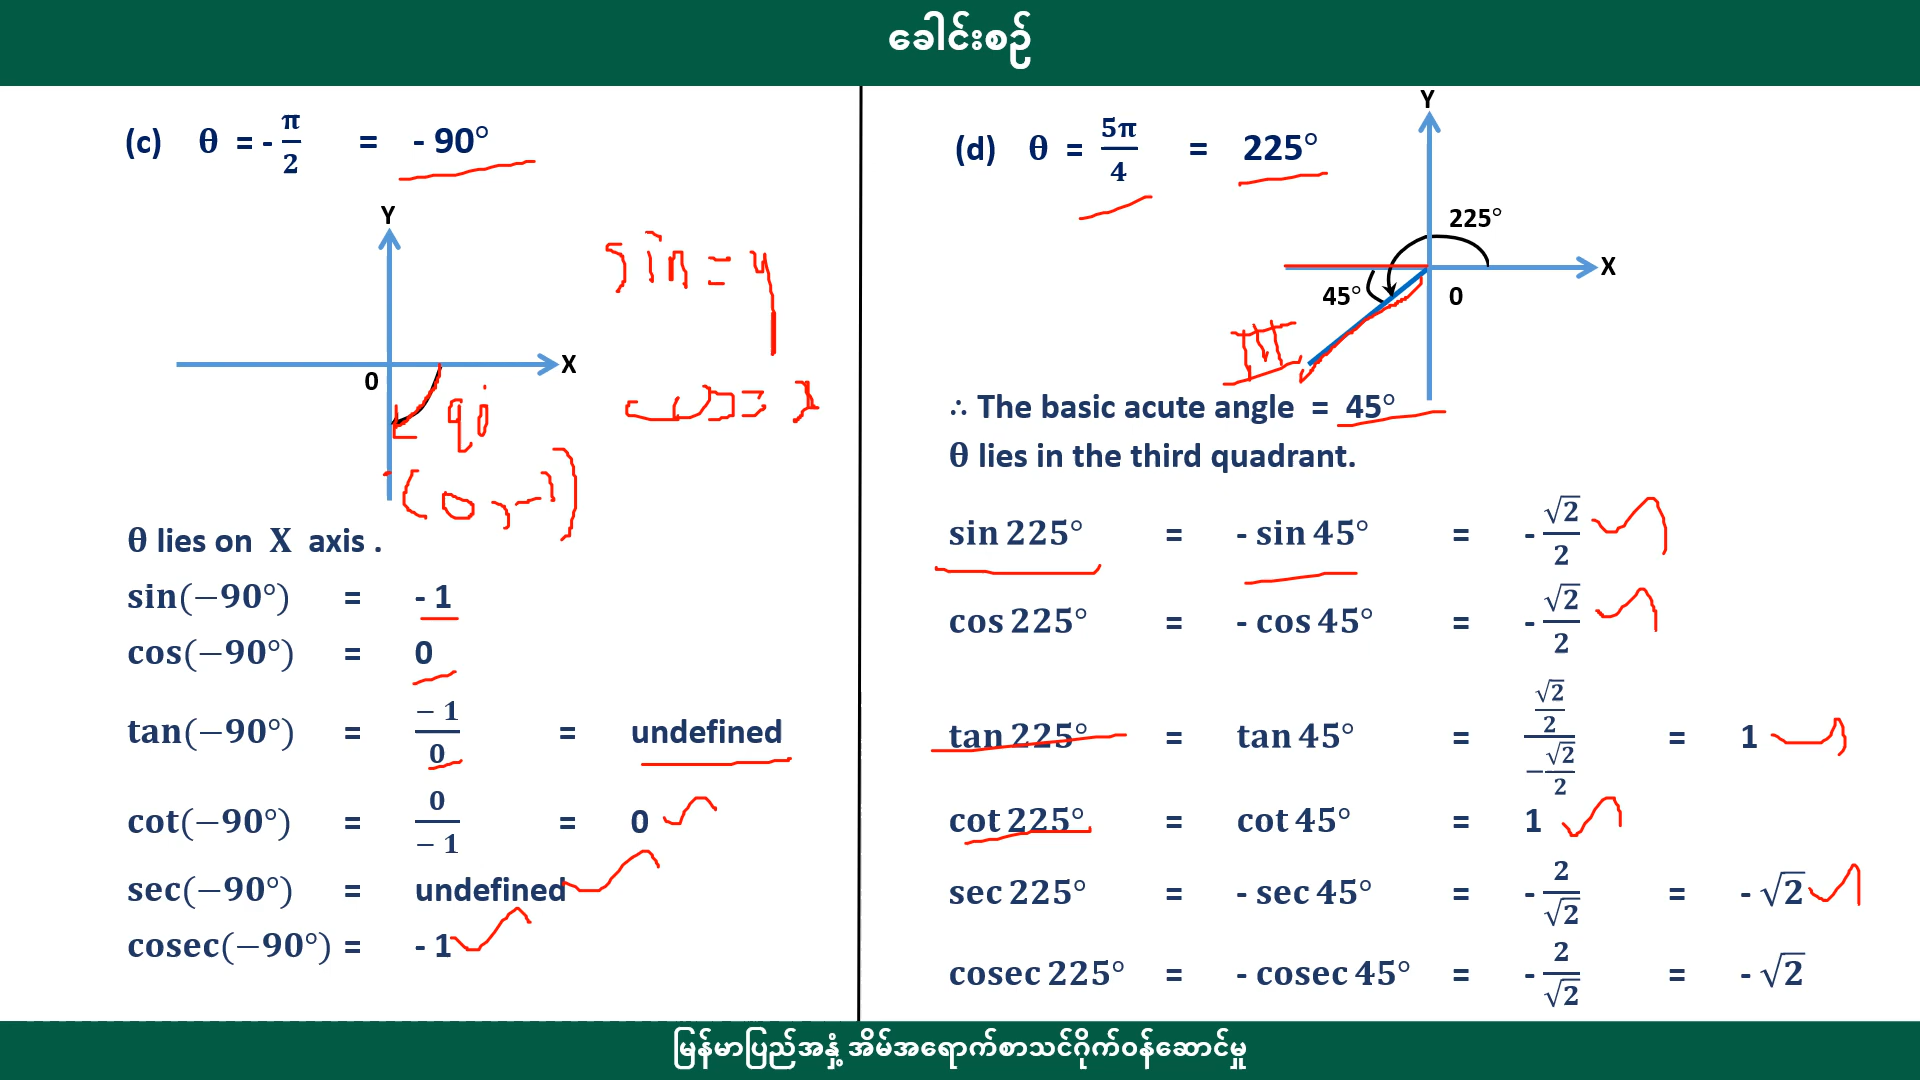 ခေါင်းစဉ်
(c) θ = - π/2 = - 90°
Y
X
0
90
(0, -1)
sin = y
cos = x
θ lies on X axis .
sin(−90°) = - 1
cos(−90°) = 0
tan(−90°) = − 1/0 = undefined
cot(−90°) = 0/− 1 = 0
sec(−90°) = undefined
cosec(−90°) = - 1
(d) θ = 5π/4 = 225°
Y
225°
X
45°
0
III
∴ The basic acute angle = 45°
θ lies in the third quadrant.
sin 225° = - sin 45° = - √2/2
cos 225° = - cos 45° = - √2/2
tan 225° = tan 45° = (√2/2)/(−√2/2) = 1
cot 225° = cot 45° = 1
sec 225° = - sec 45° = - 2/√2 = - √2
cosec 225° = - cosec 45° = - 2/√2 = - √2
မြန်မာပြည်အနှံ့ အိမ်အရောက်စာသင်ဂိုက်ဝန်ဆောင်မှု